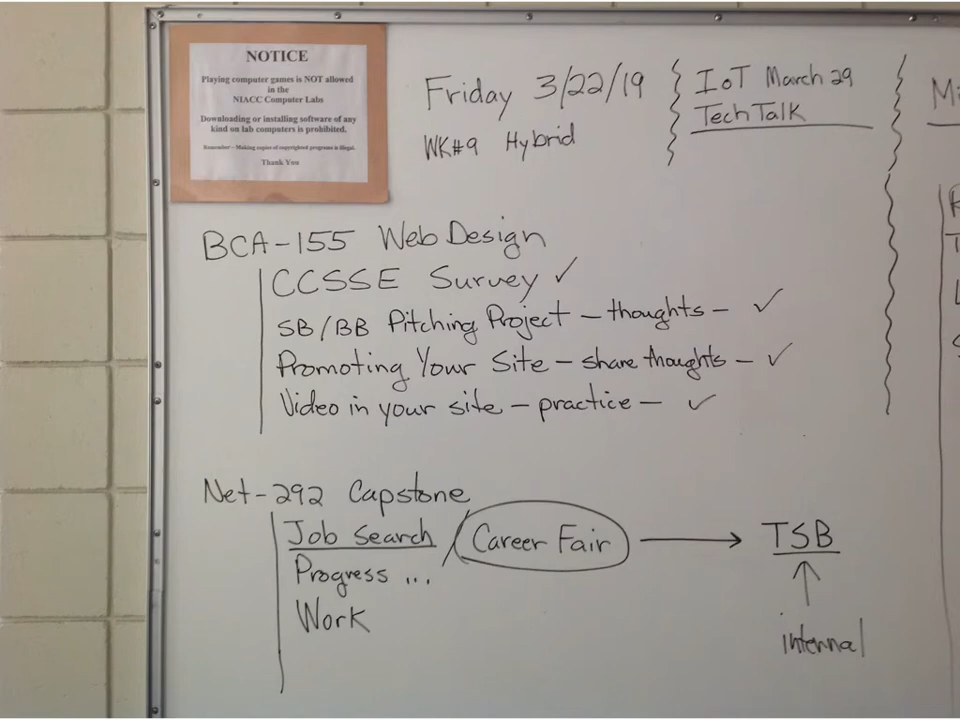 NOTICE
Playing computer games is NOT allowed
in the
NIACC Computer Labs
Downloading or installing software of any
kind on lab computers is prohibited.
Remember - Making copies of copyrighted programs is illegal.
Thank You
Friday 3/22/19
WK#9 Hybrid
IoT March 29
TechTalk
BCA-155 Web Design
CCSSE Survey ✓
SB/BB Pitching Project - thoughts - ✓
Promoting Your Site - share thoughts - ✓
Video in your site - practice - ✓
Net-292 Capstone
Job search / Career Fair → TSB
Progress ...
Work
internal